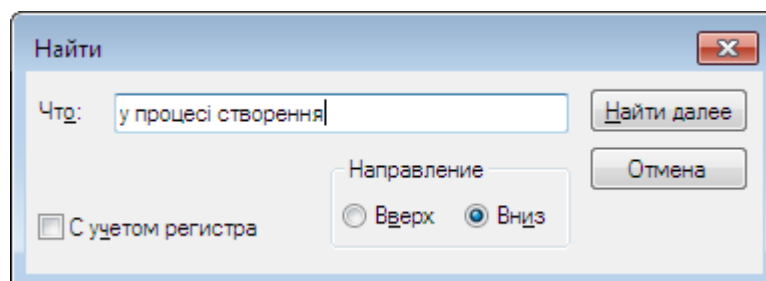 Найти
Что: у процесі створення Найти далее
Направление Отмена
С учетом регистра Вверх Вниз